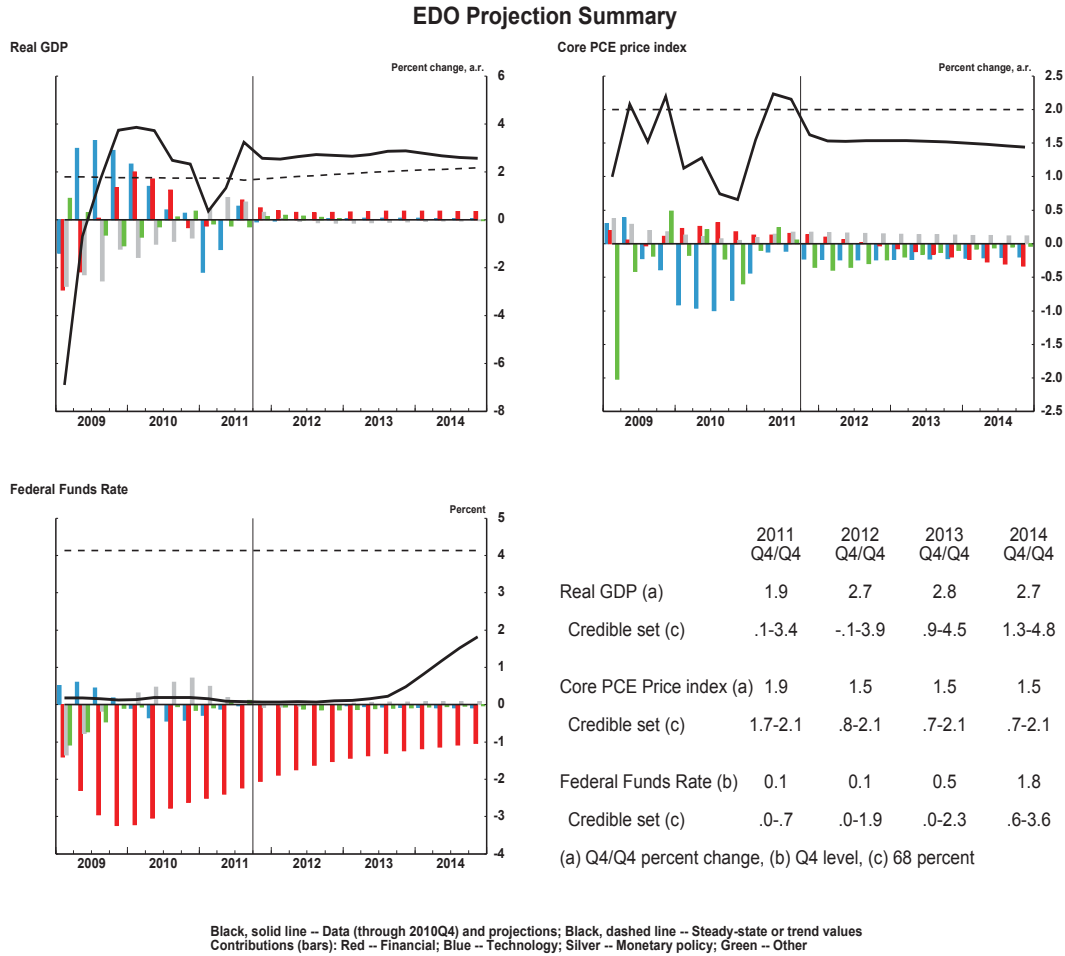 EDO Projection Summary
Real GDP
Percent change, a.r.
6
4
2
0
-2
-4
-6
-8
2009 2010 2011 2012 2013 2014
Core PCE price index
Percent change, a.r.
2.5
2.0
1.5
1.0
0.5
0.0
-0.5
-1.0
-1.5
-2.0
-2.5
2009 2010 2011 2012 2013 2014
Federal Funds Rate
Percent
5
4
3
2
1
0
-1
-2
-3
-4
2009 2010 2011 2012 2013 2014
2011 2012 2013 2014
Q4/Q4 Q4/Q4 Q4/Q4 Q4/Q4
Real GDP (a) 1.9 2.7 2.8 2.7
Credible set (c) .1-3.4 -.1-3.9 .9-4.5 1.3-4.8
Core PCE Price index (a) 1.9 1.5 1.5 1.5
Credible set (c) 1.7-2.1 .8-2.1 .7-2.1 .7-2.1
Federal Funds Rate (b) 0.1 0.1 0.5 1.8
Credible set (c) .0-.7 .0-1.9 .0-2.3 .6-3.6
(a) Q4/Q4 percent change, (b) Q4 level, (c) 68 percent
Black, solid line -- Data (through 2010Q4) and projections; Black, dashed line -- Steady-state or trend values
Contributions (bars): Red -- Financial; Blue -- Technology; Silver -- Monetary policy; Green -- Other